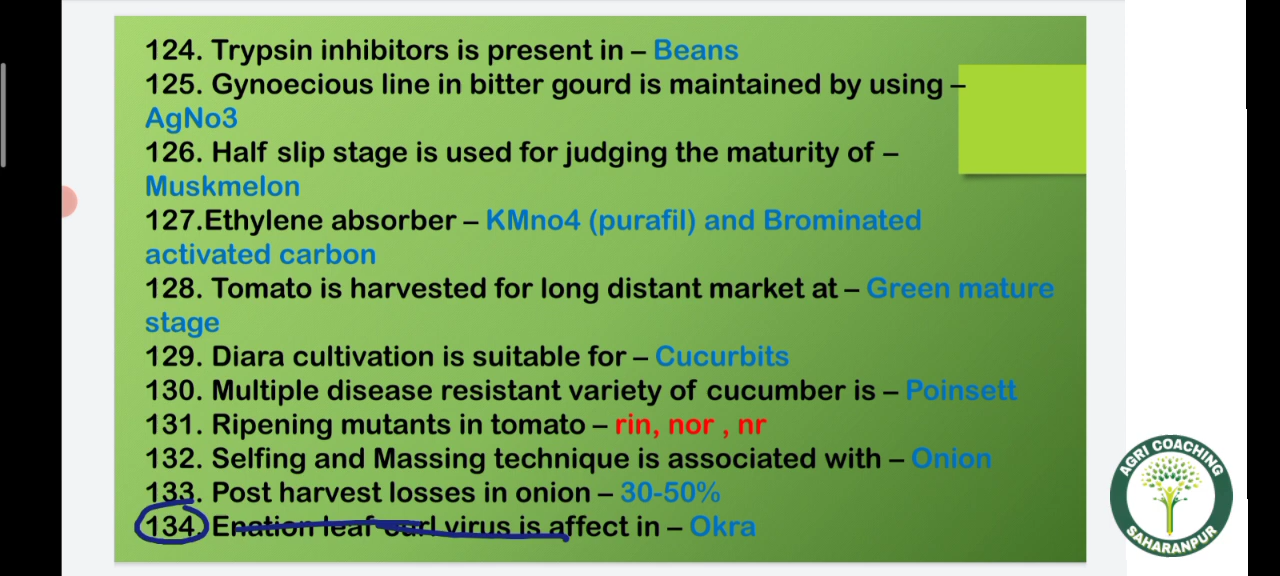 124. Trypsin inhibitors is present in – Beans
125. Gynoecious line in bitter gourd is maintained by using –
AgNo3
126. Half slip stage is used for judging the maturity of –
Muskmelon
127.Ethylene absorber – KMno4 (purafil) and Brominated
activated carbon
128. Tomato is harvested for long distant market at – Green mature
stage
129. Diara cultivation is suitable for – Cucurbits
130. Multiple disease resistant variety of cucumber is – Poinsett
131. Ripening mutants in tomato – rin, nor , nr
132. Selfing and Massing technique is associated with – Onion
133. Post harvest losses in onion – 30-50%
134. Enation leaf curl virus is affect in – Okra
AGRI COACHING
SAHARANPUR